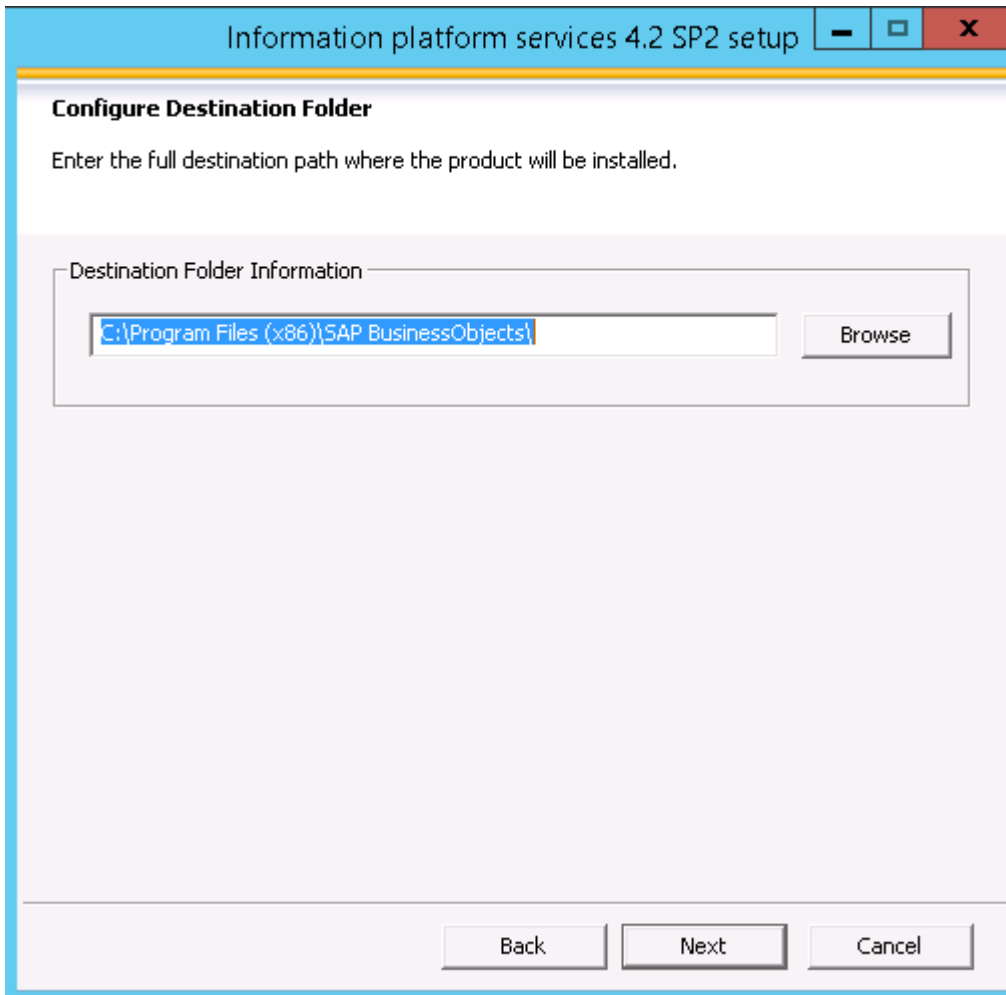 Information platform services 4.2 SP2 setup
Configure Destination Folder
Enter the full destination path where the product will be installed.
Destination Folder Information
C:\Program Files (x86)\SAP BusinessObjects\
Browse
Back
Next
Cancel